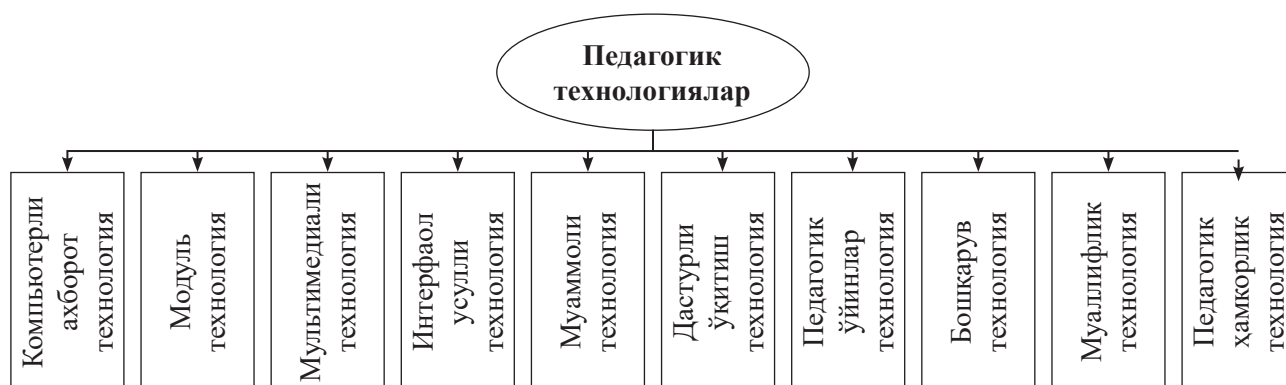 Педагогик
технологиялар
Компьютерли
ахборот
технология
Модуль
технология
Мультимедиали
технология
Интерфаол
усулли
технология
Муаммоли
технология
Дастурли
ўқитиш
технология
Педагогик
ўйинлар
технология
Бошқарув
технология
Муаллифлик
технология
Педагогик
ҳамкорлик
технология